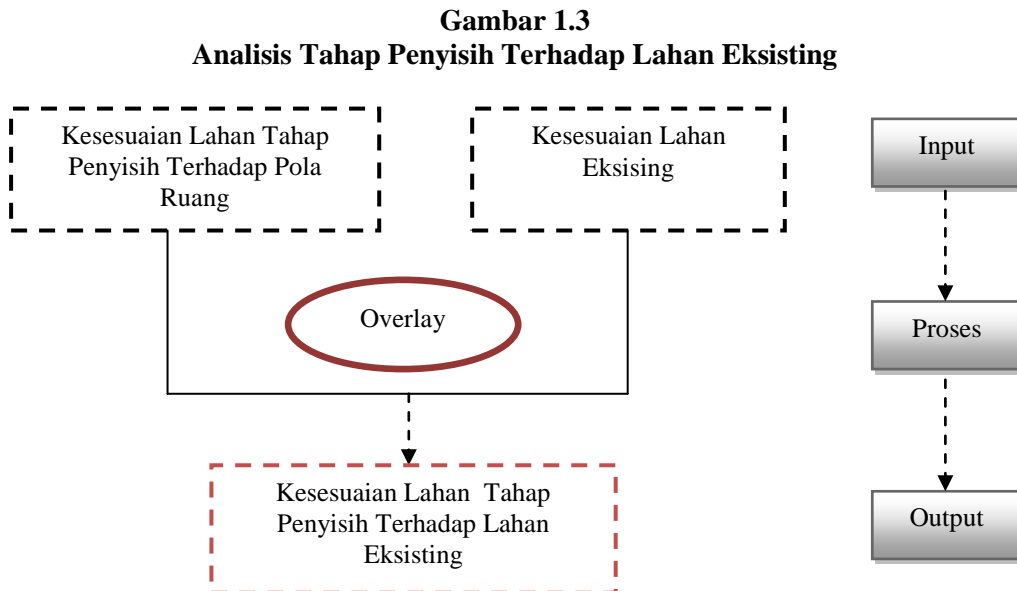 Gambar 1.3
Analisis Tahap Penyisih Terhadap Lahan Eksisting
Kesesuaian Lahan Tahap
Penyisih Terhadap Pola
Ruang
Kesesuaian Lahan
Eksising
Input
Overlay
Proses
Kesesuaian Lahan Tahap
Penyisih Terhadap Lahan
Eksisting
Output